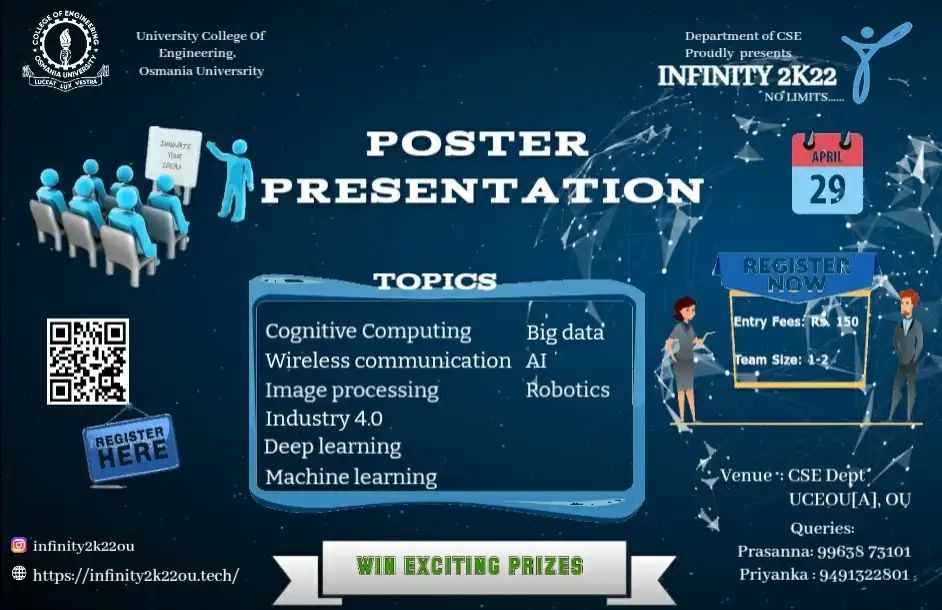 COLLEGE OF ENGINEERING
OSMANIA UNIVERSITY
LUCEAT LUX VESTRA
University College Of
Engineering,
Osmania Universrity
Department of CSE
Proudly presents
INFINITY 2K22
NO LIMITS......
INNOVATE
YOUR
IDEAS
POSTER
PRESENTATION
APRIL
29
TOPICS
Cognitive Computing
Wireless communication
Image processing
Industry 4.0
Deep learning
Machine learning
Big data
AI
Robotics
REGISTER
NOW
Entry Fees: Rs. 150
Team Size: 1-2
REGISTER
HERE
Venue : CSE Dept
UCEOU[A], OU
Queries:
Prasanna: 99638 73101
Priyanka : 9491322801
infinity2k22ou
https://infinity2k22ou.tech/
WIN EXCITING PRIZES